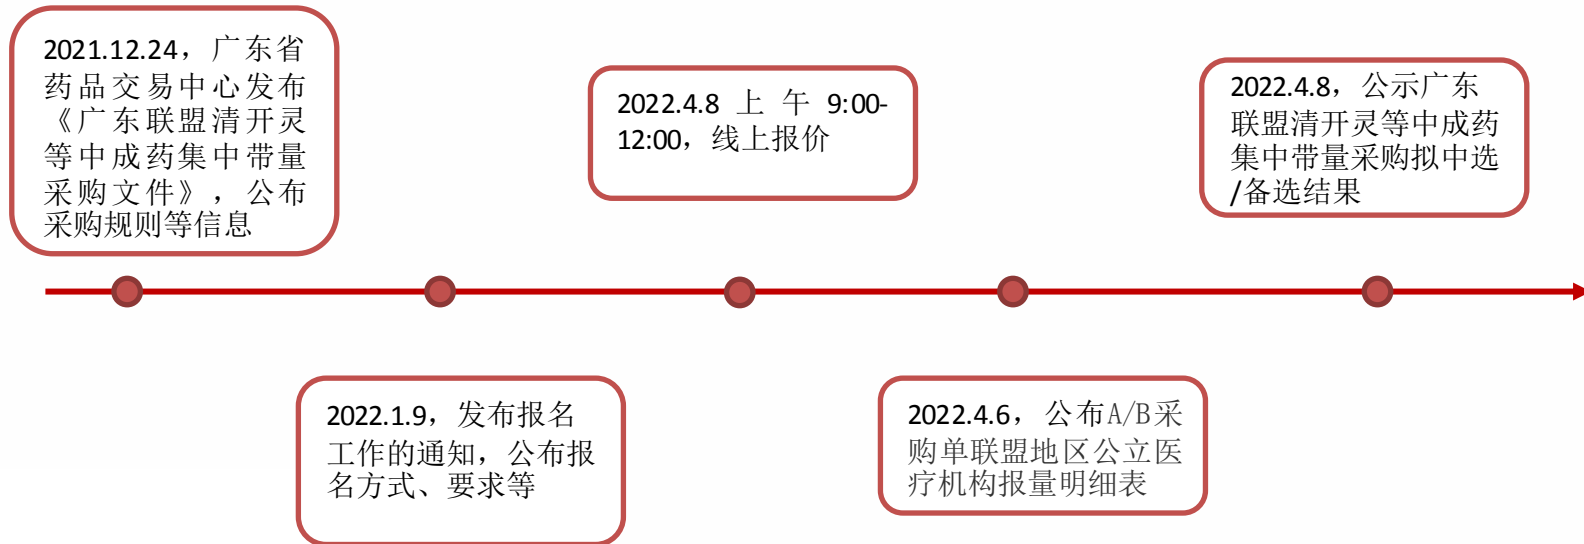 2021.12.24，广东省
药品交易中心发布
《广东联盟清开灵
等中成药集中带量
采购文件》，公布
采购规则等信息
2022.1.9，发布报名
工作的通知，公布报
名方式、要求等
2022.4.8 上午 9:00-
12:00，线上报价
2022.4.6，公布A/B采
购单联盟地区公立医
疗机构报量明细表
2022.4.8，公示广东
联盟清开灵等中成药
集中带量采购拟中选
/备选结果